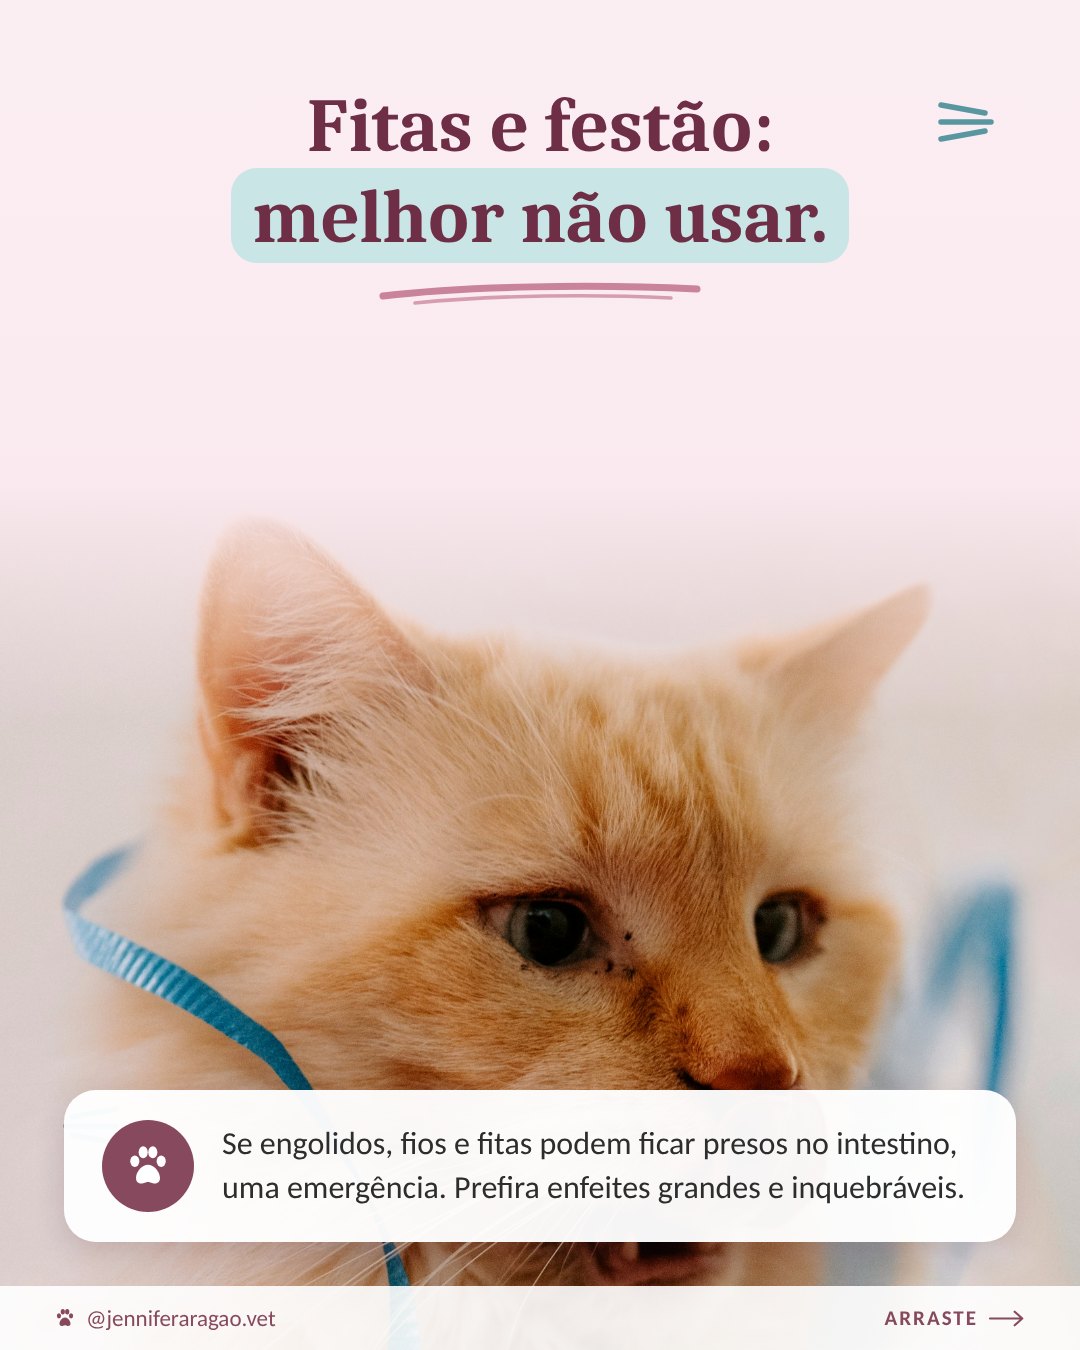 Fitas e festão:
melhor não usar.
Se engolidos, fios e fitas podem ficar presos no intestino,
uma emergência. Prefira enfeites grandes e inquebráveis.
@jenniferaragao.vet
ARRASTE